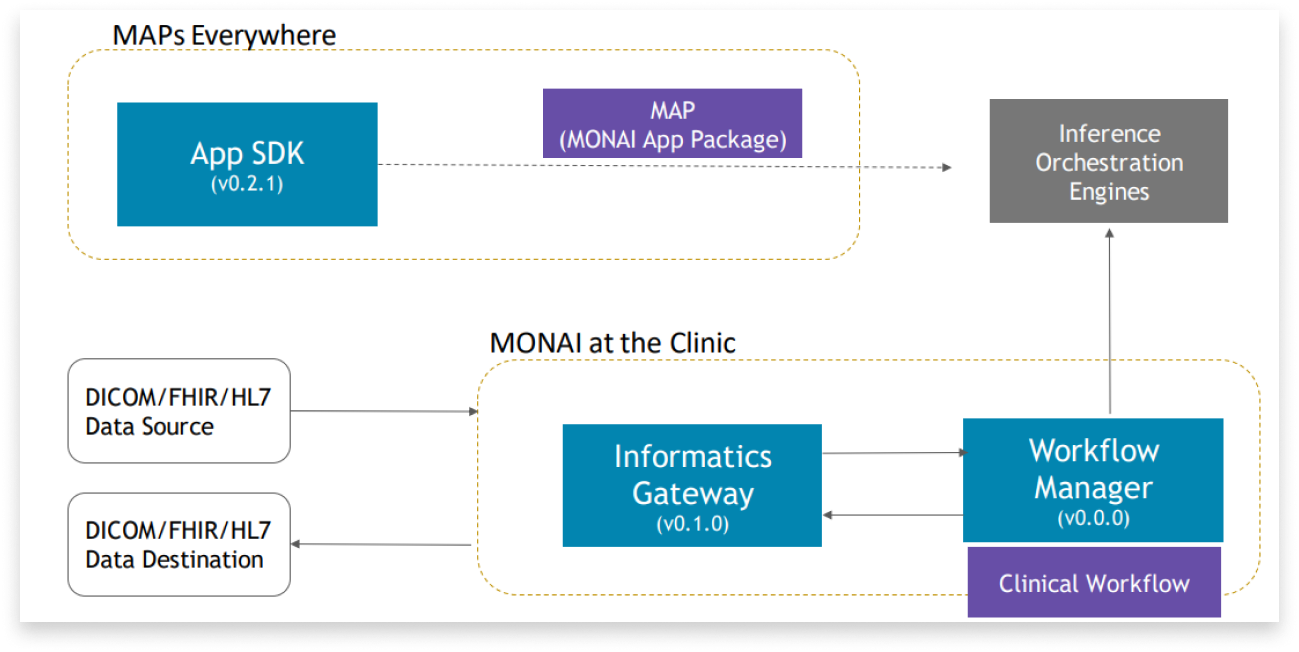 MAPs Everywhere
App SDK
(v0.2.1)
MAP
(MONAI App Package)
Inference
Orchestration
Engines
MONAI at the Clinic
DICOM/FHIR/HL7
Data Source
DICOM/FHIR/HL7
Data Destination
Informatics
Gateway
(v0.1.0)
Workflow
Manager
(v0.0.0)
Clinical Workflow